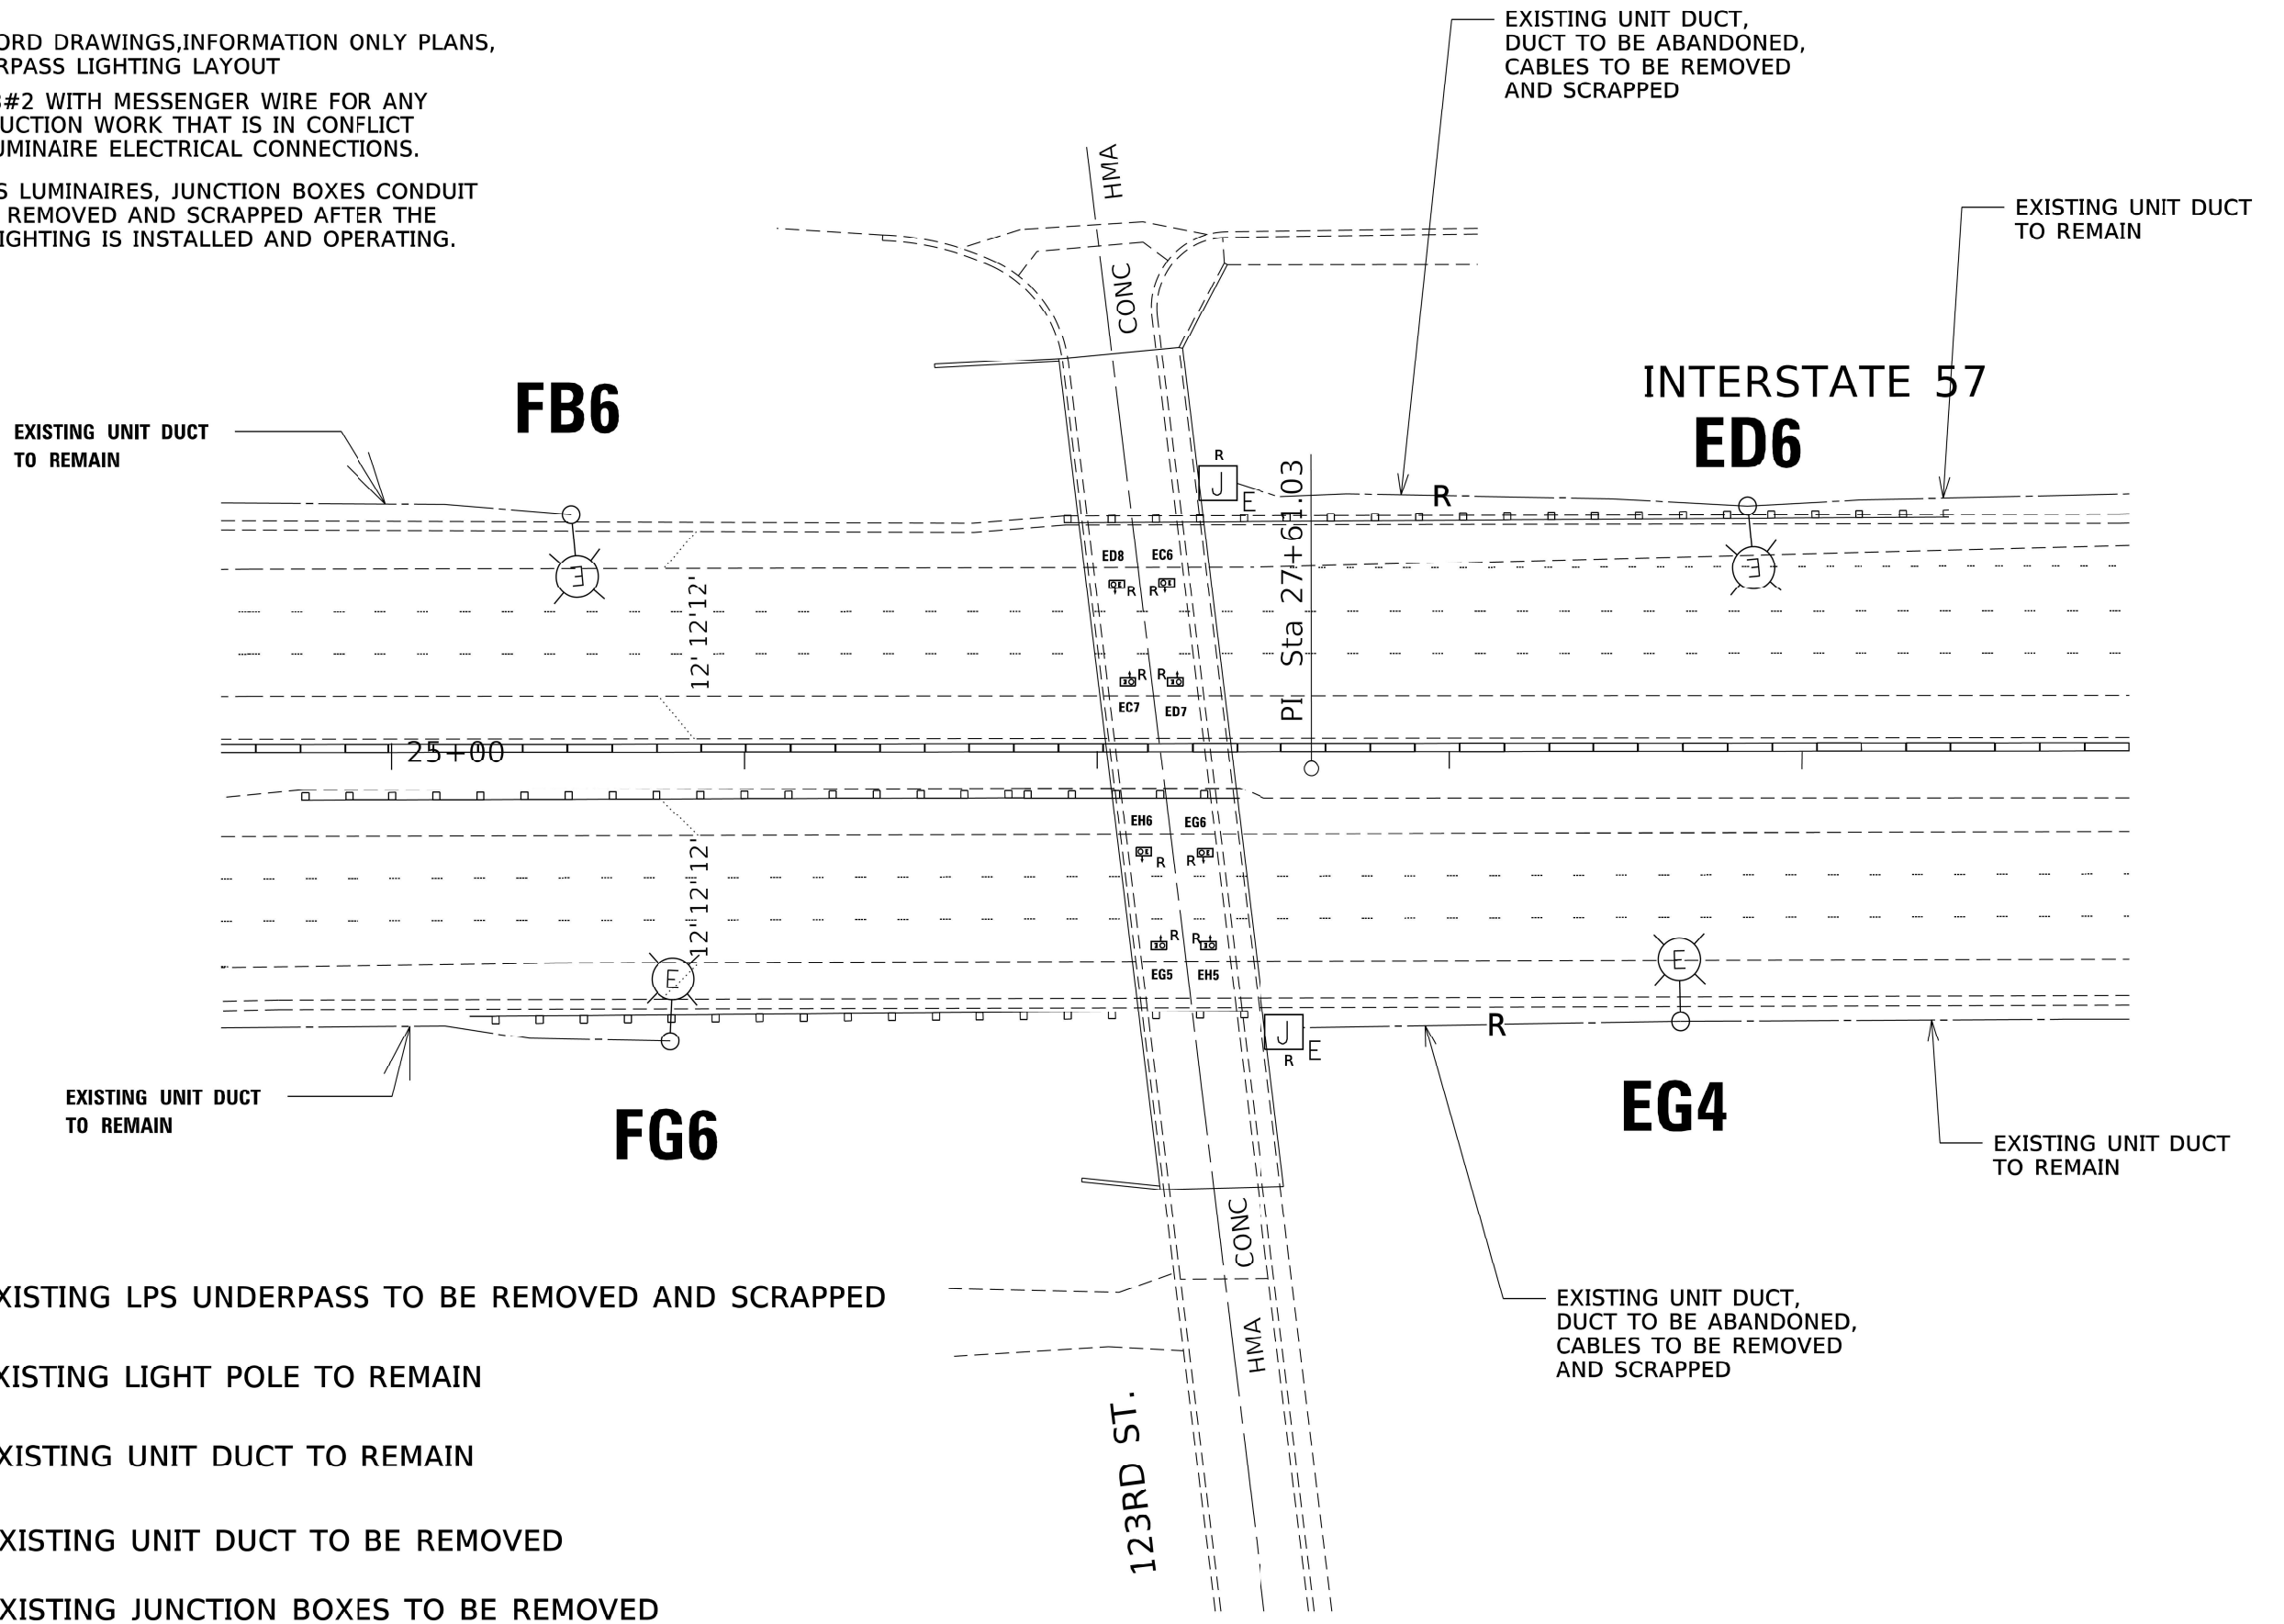 ORD DRAWINGS,INFORMATION ONLY PLANS,
RPASS LIGHTING LAYOUT
#2 WITH MESSENGER WIRE FOR ANY
UCTION WORK THAT IS IN CONFLICT
UMINAIRE ELECTRICAL CONNECTIONS.
S LUMINAIRES, JUNCTION BOXES CONDUIT
REMOVED AND SCRAPPED AFTER THE
IGHTING IS INSTALLED AND OPERATING.
EXISTING UNIT DUCT,
DUCT TO BE ABANDONED,
CABLES TO BE REMOVED
AND SCRAPPED
EXISTING UNIT DUCT
TO REMAIN
HMA
CONC
INTERSTATE 57
FB6
ED6
EXISTING UNIT DUCT
TO REMAIN
R
J
E
R
E
E
PI Sta 27+61.03
ED8
EC6
R
R
12' 12' 12'
R
R
EC7
ED7
25+00
EH6
EG6
R
R
12' 12' 12'
R
R
EG5
EH5
E
E
J
R
E
R
EXISTING UNIT DUCT
TO REMAIN
FG6
EG4
EXISTING UNIT DUCT
TO REMAIN
CONC
HMA
EXISTING UNIT DUCT,
DUCT TO BE ABANDONED,
CABLES TO BE REMOVED
AND SCRAPPED
123RD ST.
XISTING LPS UNDERPASS TO BE REMOVED AND SCRAPPED
XISTING LIGHT POLE TO REMAIN
XISTING UNIT DUCT TO REMAIN
XISTING UNIT DUCT TO BE REMOVED
XISTING JUNCTION BOXES TO BE REMOVED